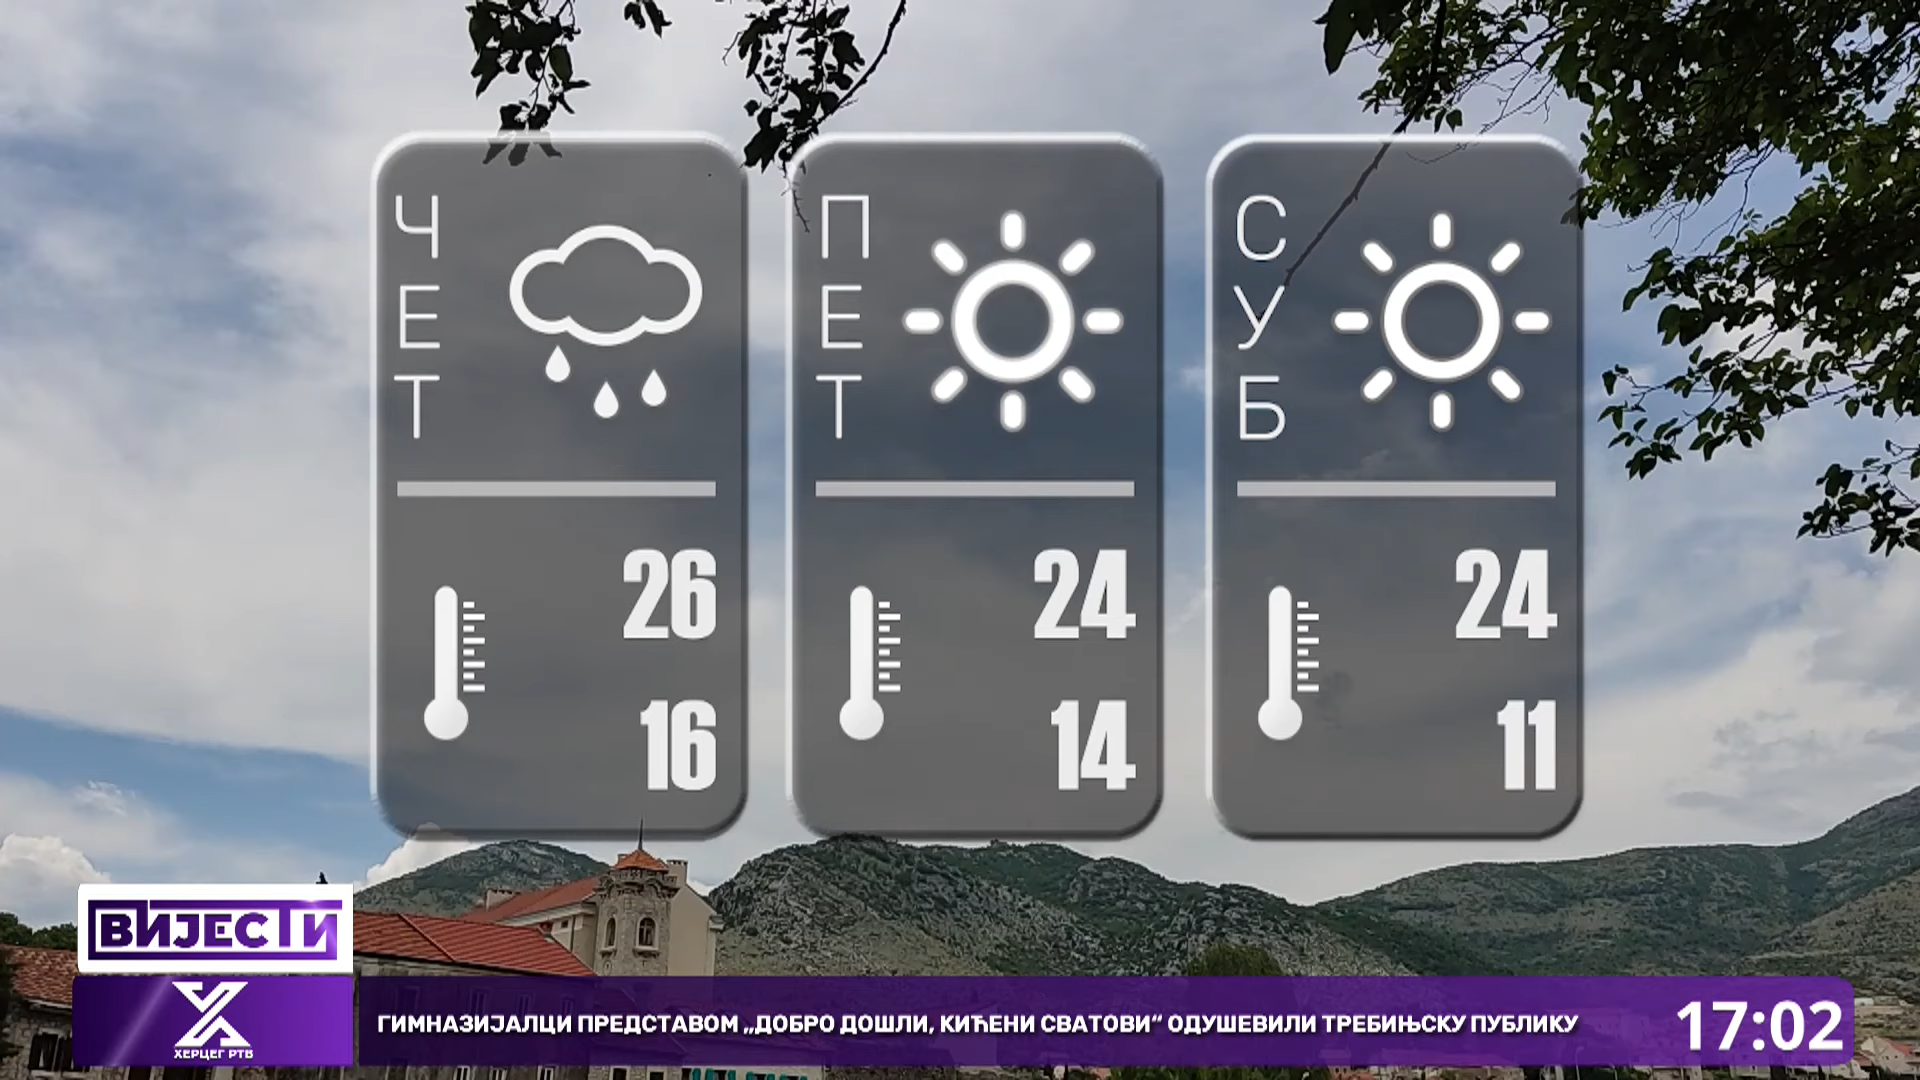 ЧЕТ
26
16
ПЕТ
24
14
СУБ
24
11
ВИЈЕСТИ
ХЕРЦЕГ РТВ
ГИМНАЗИЈАЛЦИ ПРЕДСТАВОМ „ДОБРО ДОШЛИ, КИЋЕНИ СВАТОВИ“ ОДУШЕВИЛИ ТРЕБИЊСКУ ПУБЛИКУ
17:02